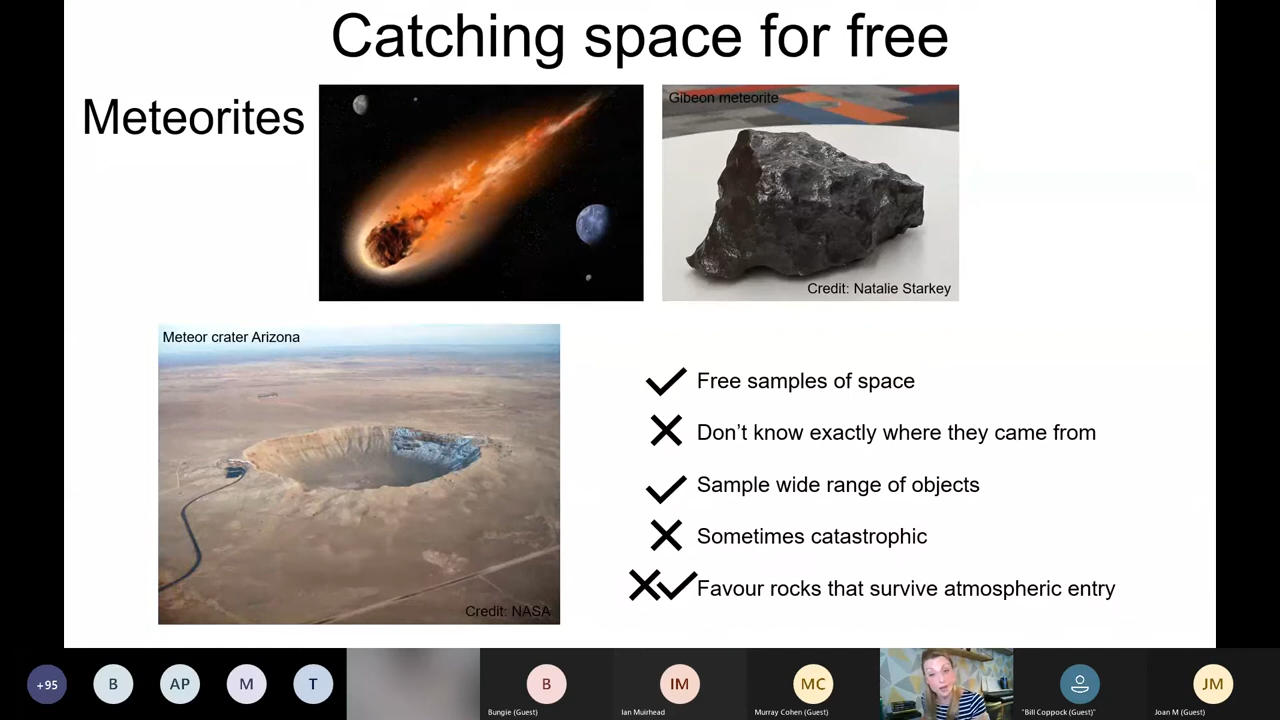 Catching space for free
Meteorites
Gibeon meteorite
Credit: Natalie Starkey
Meteor crater Arizona
Credit: NASA
Free samples of space
Don’t know exactly where they came from
Sample wide range of objects
Sometimes catastrophic
Favour rocks that survive atmospheric entry
+95
B
AP
M
T
B
Bungie (Guest)
IM
Ian Muirhead
MC
Murray Cohen (Guest)
"Bill Coppock (Guest)"
JM
Joan M (Guest)